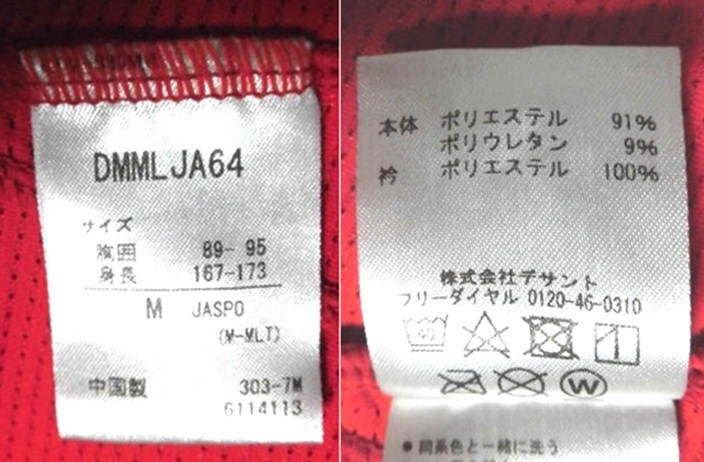 DMMLJA64
サイズ
胸囲 89- 95
身長 167-173
M JASPO
(M-MLT)
中国製 303-7M
6114113
本体 ポリエステル 91%
ポリウレタン 9%
衿 ポリエステル 100%
株式会社デサント
フリーダイヤル 0120-46-0310
40
W
●同系色と一緒に洗う